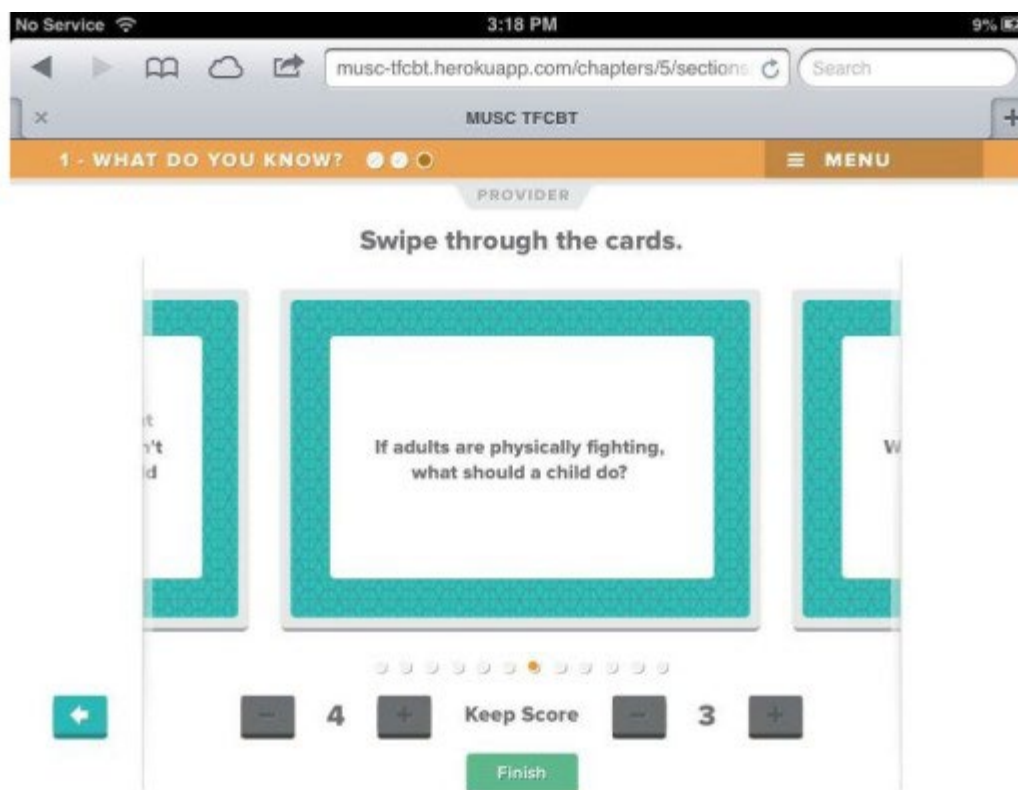 No Service 3:18 PM 9%
musc-tfcbt.herokuapp.com/chapters/5/sections Search
MUSC TFCBT
1 - WHAT DO YOU KNOW? MENU
PROVIDER
Swipe through the cards.
If adults are physically fighting,
what should a child do?
4 Keep Score 3
Finish